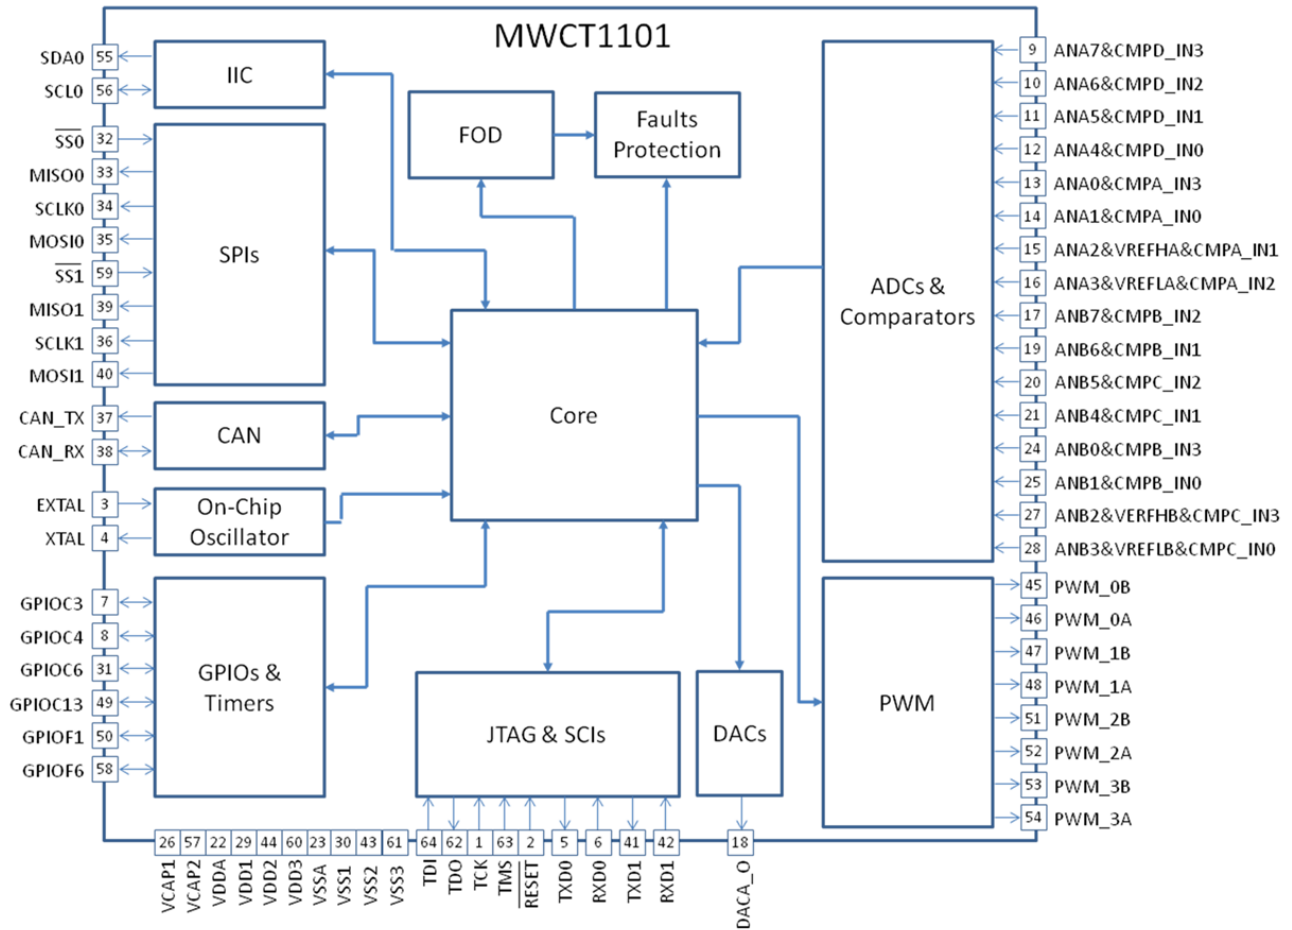 MWCT1101
SDA0 55
SCL0 56
IIC
SS0 32
MISO0 33
SCLK0 34
MOSI0 35
SS1 59
MISO1 39
SCLK1 36
MOSI1 40
SPIs
CAN_TX 37
CAN_RX 38
CAN
EXTAL 3
XTAL 4
On-Chip
Oscillator
GPIOC3 7
GPIOC4 8
GPIOC6 31
GPIOC13 49
GPIOF1 50
GPIOF6 58
GPIOs &
Timers
FOD
Faults
Protection
Core
JTAG & SCIs
DACs
ADCs &
Comparators
PWM
9 ANA7&CMPD_IN3
10 ANA6&CMPD_IN2
11 ANA5&CMPD_IN1
12 ANA4&CMPD_IN0
13 ANA0&CMPA_IN3
14 ANA1&CMPA_IN0
15 ANA2&VREFHA&CMPA_IN1
16 ANA3&VREFLA&CMPA_IN2
17 ANB7&CMPB_IN2
19 ANB6&CMPB_IN1
20 ANB5&CMPC_IN2
21 ANB4&CMPC_IN1
24 ANB0&CMPB_IN3
25 ANB1&CMPB_IN0
27 ANB2&VERFHB&CMPC_IN3
28 ANB3&VREFLB&CMPC_IN0
45 PWM_0B
46 PWM_0A
47 PWM_1B
48 PWM_1A
51 PWM_2B
52 PWM_2A
53 PWM_3B
54 PWM_3A
26 VCAP1
57 VCAP2
22 VDDA
29 VDD1
44 VDD2
60 VDD3
23 VSSA
30 VSS1
43 VSS2
61 VSS3
64 TDI
62 TDO
1 TCK
63 TMS
2 RESET
5 TXD0
6 RXD0
41 TXD1
42 RXD1
18 DACA_O